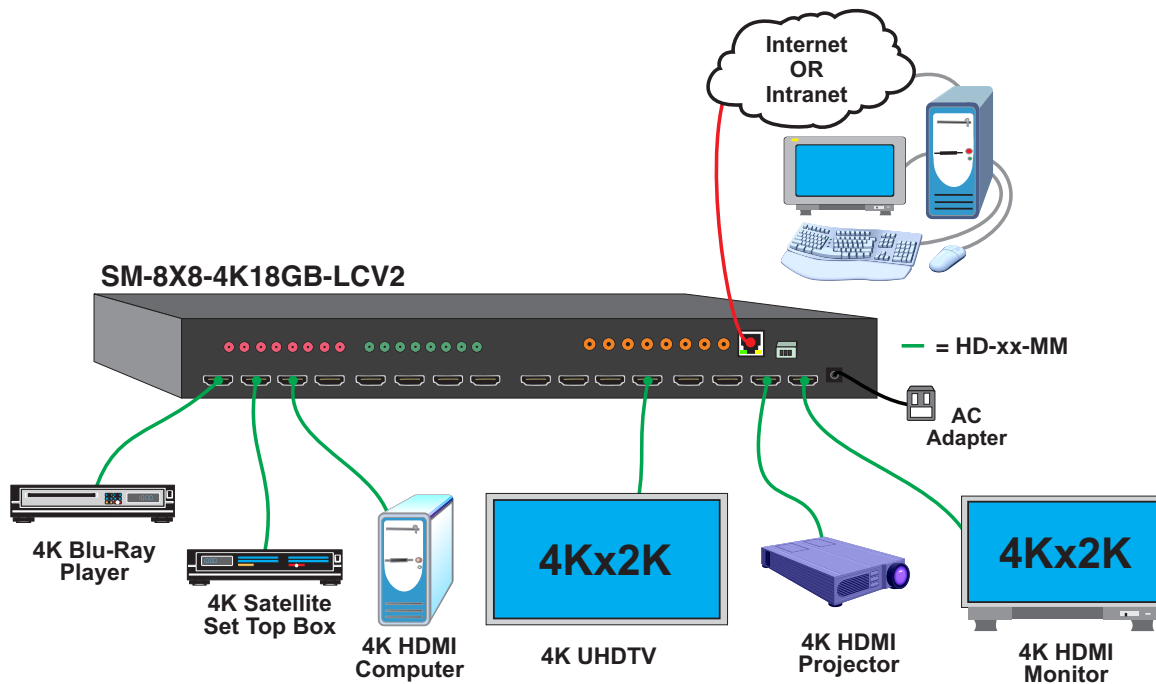 Internet
OR
Intranet
SM-8X8-4K18GB-LCV2
= HD-xx-MM
AC
Adapter
4K Blu-Ray
Player
4K Satellite
Set Top Box
4K HDMI
Computer
4Kx2K
4K UHDTV
4K HDMI
Projector
4Kx2K
4K HDMI
Monitor